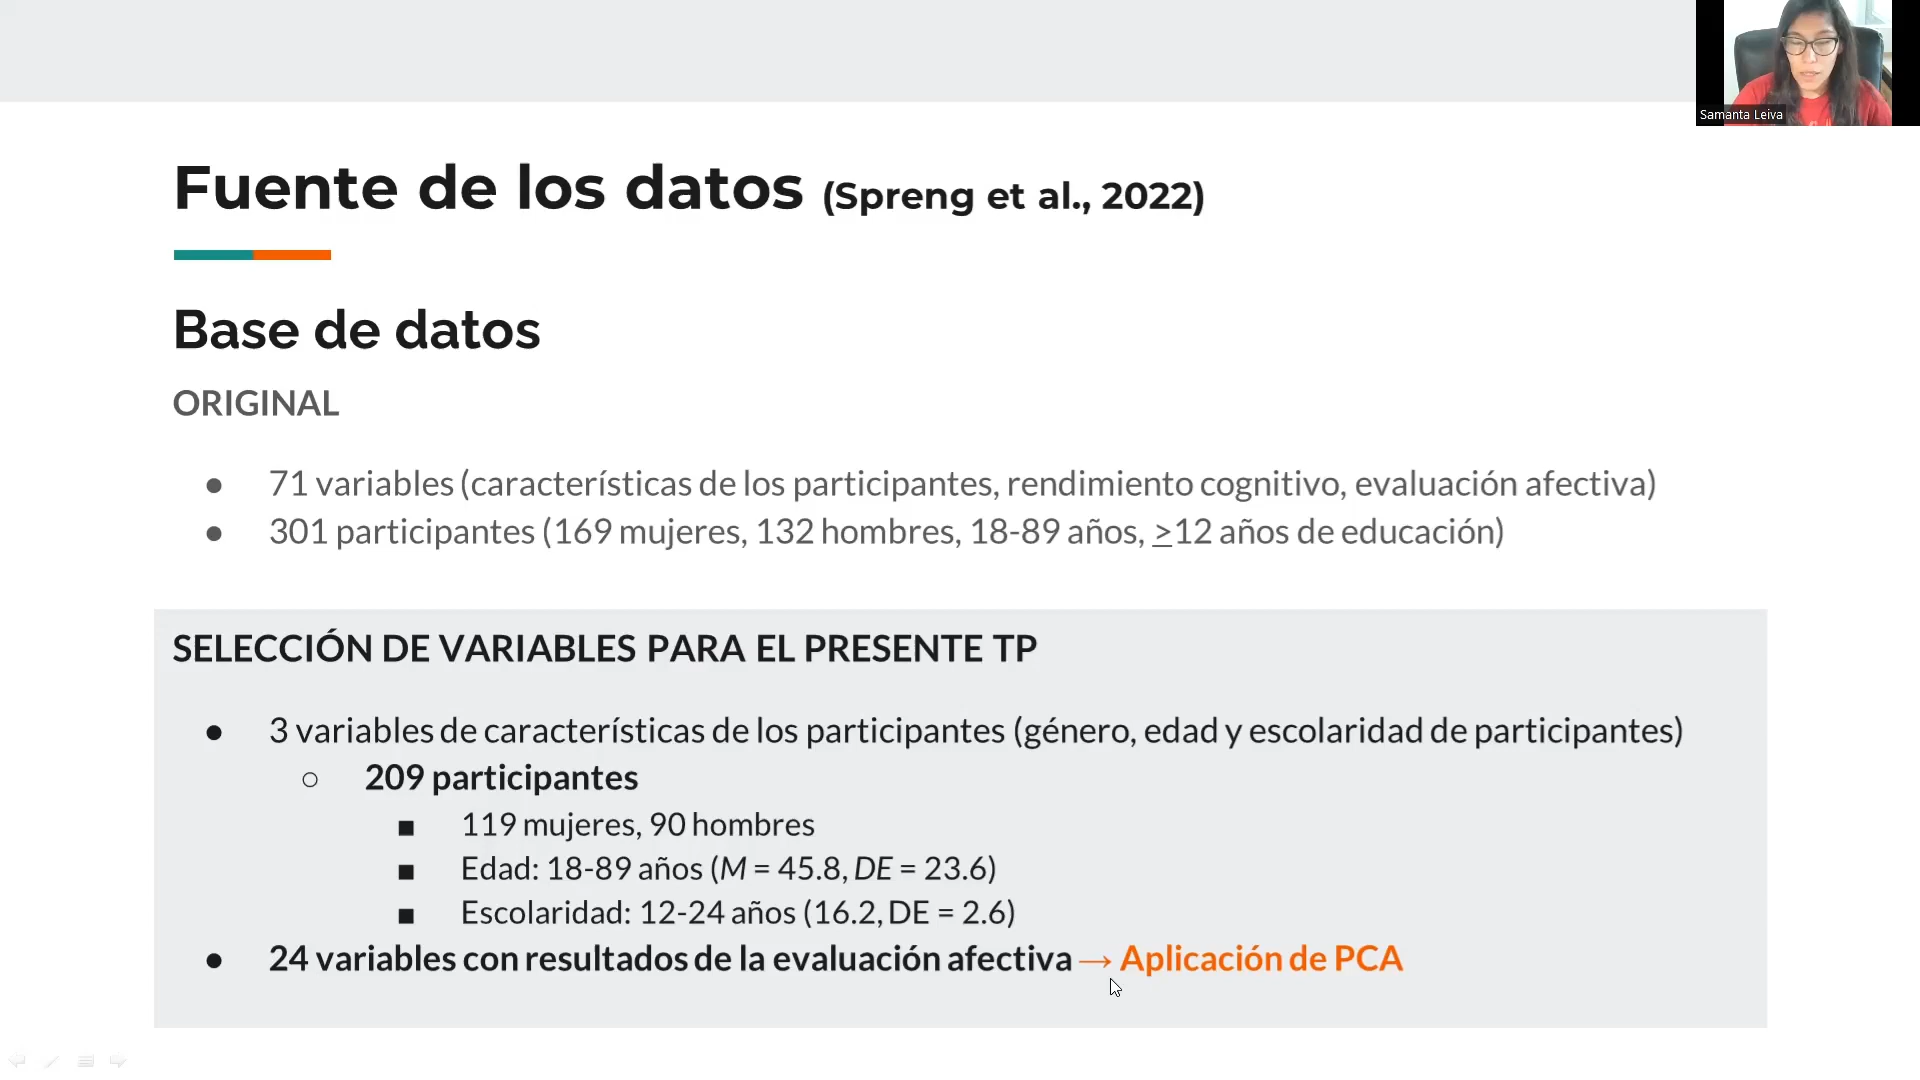 Samanta Leiva
Fuente de los datos (Spreng et al., 2022)
Base de datos
ORIGINAL
● 71 variables (características de los participantes, rendimiento cognitivo, evaluación afectiva)
● 301 participantes (169 mujeres, 132 hombres, 18-89 años, >12 años de educación)
SELECCIÓN DE VARIABLES PARA EL PRESENTE TP
● 3 variables de características de los participantes (género, edad y escolaridad de participantes)
○ 209 participantes
■ 119 mujeres, 90 hombres
■ Edad: 18-89 años (M = 45.8, DE = 23.6)
■ Escolaridad: 12-24 años (16.2, DE = 2.6)
● 24 variables con resultados de la evaluación afectiva → Aplicación de PCA